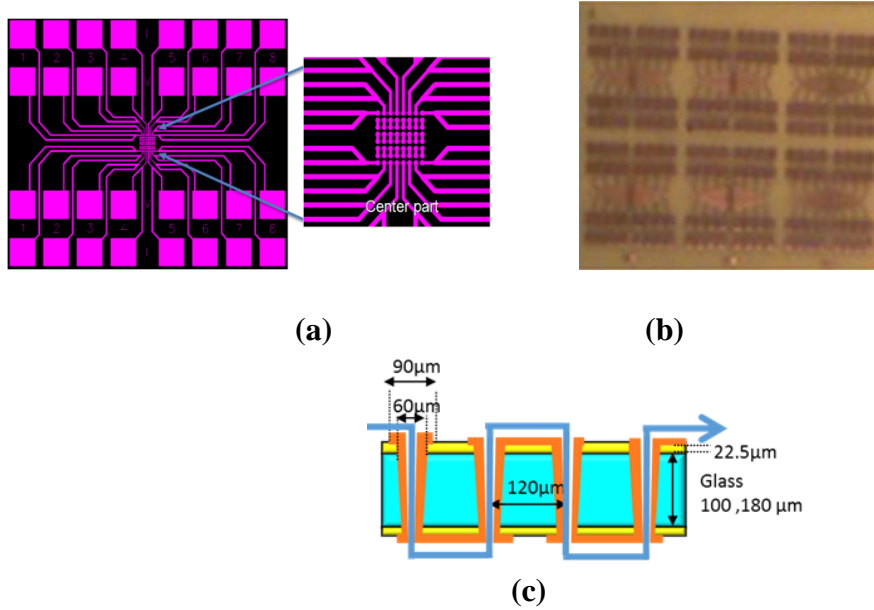 1 2 3 4 I 5 6 7 8
V
V
1 2 3 4 5 6 7 8
I
Center part
(a)
(b)
90μm
60μm
22.5μm
120μm
Glass
100 ,180 μm
(c)